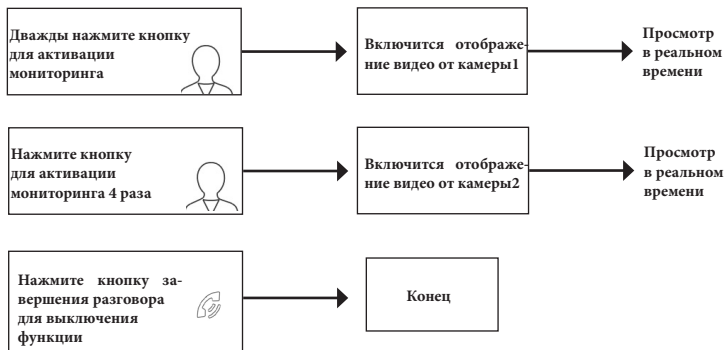 Дважды нажмите кнопку
для активации
мониторинга
Включится отображе-
ние видео от камеры1
Просмотр
в реальном
времени
Нажмите кнопку
для активации
мониторинга 4 раза
Включится отображе-
ние видео от камеры2
Просмотр
в реальном
времени
Нажмите кнопку за-
вершения разговора
для выключения
функции
Конец